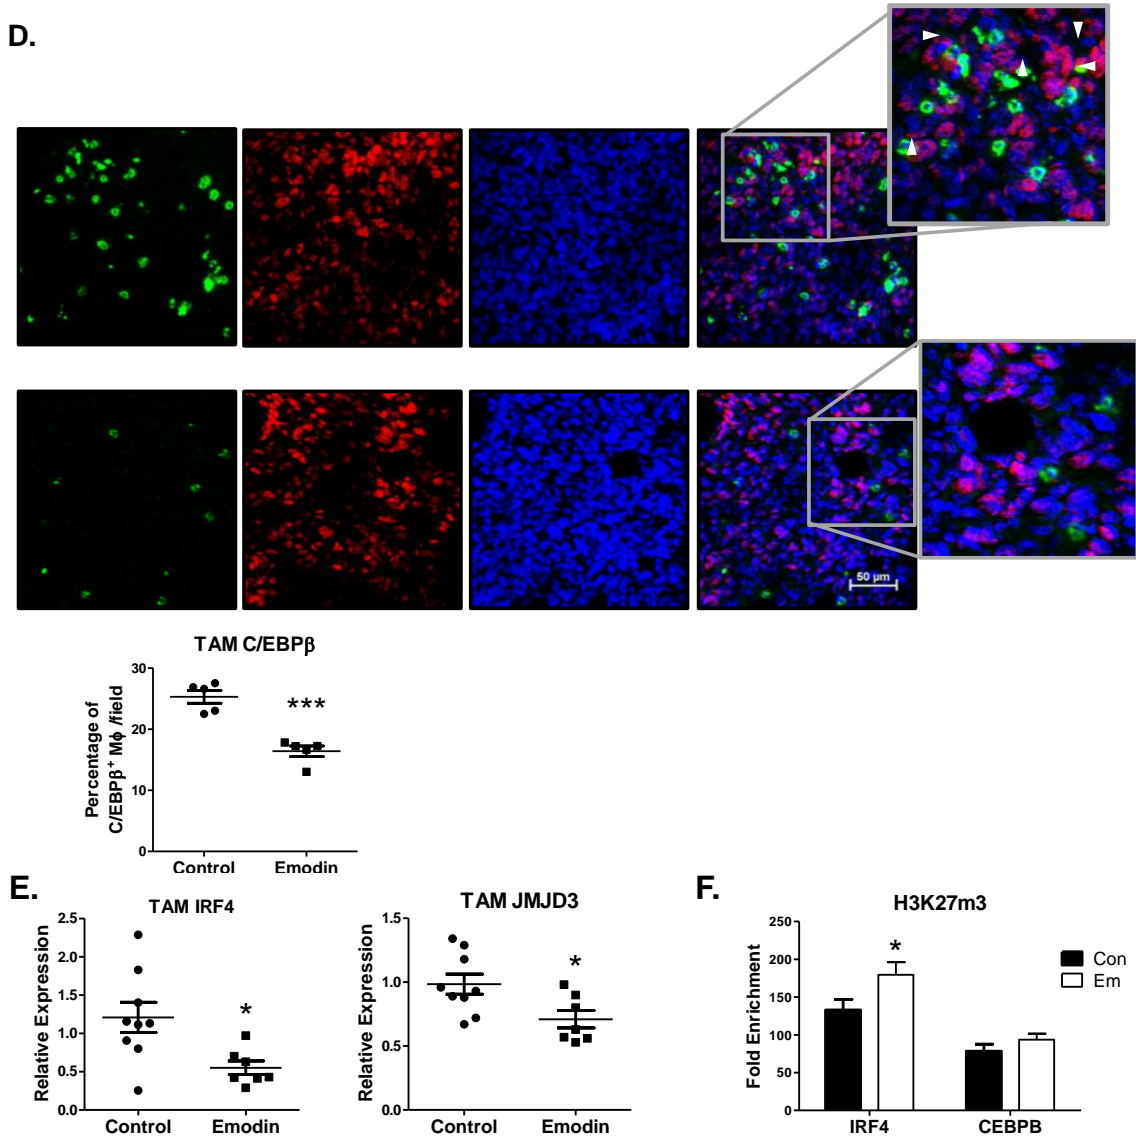 D.
50 µm
TAM C/EBPβ
Percentage of
C/EBPβ⁺ Mϕ /field
30
20
10
0
***
Control
Emodin
E.
TAM IRF4
Relative Expression
2.5
2.0
1.5
1.0
0.5
0.0
*
Control
Emodin
TAM JMJD3
Relative Expression
1.5
1.0
0.5
0.0
*
Control
Emodin
F.
H3K27m3
Fold Enrichment
250
200
150
100
50
0
*
Con
Em
IRF4
CEBPB